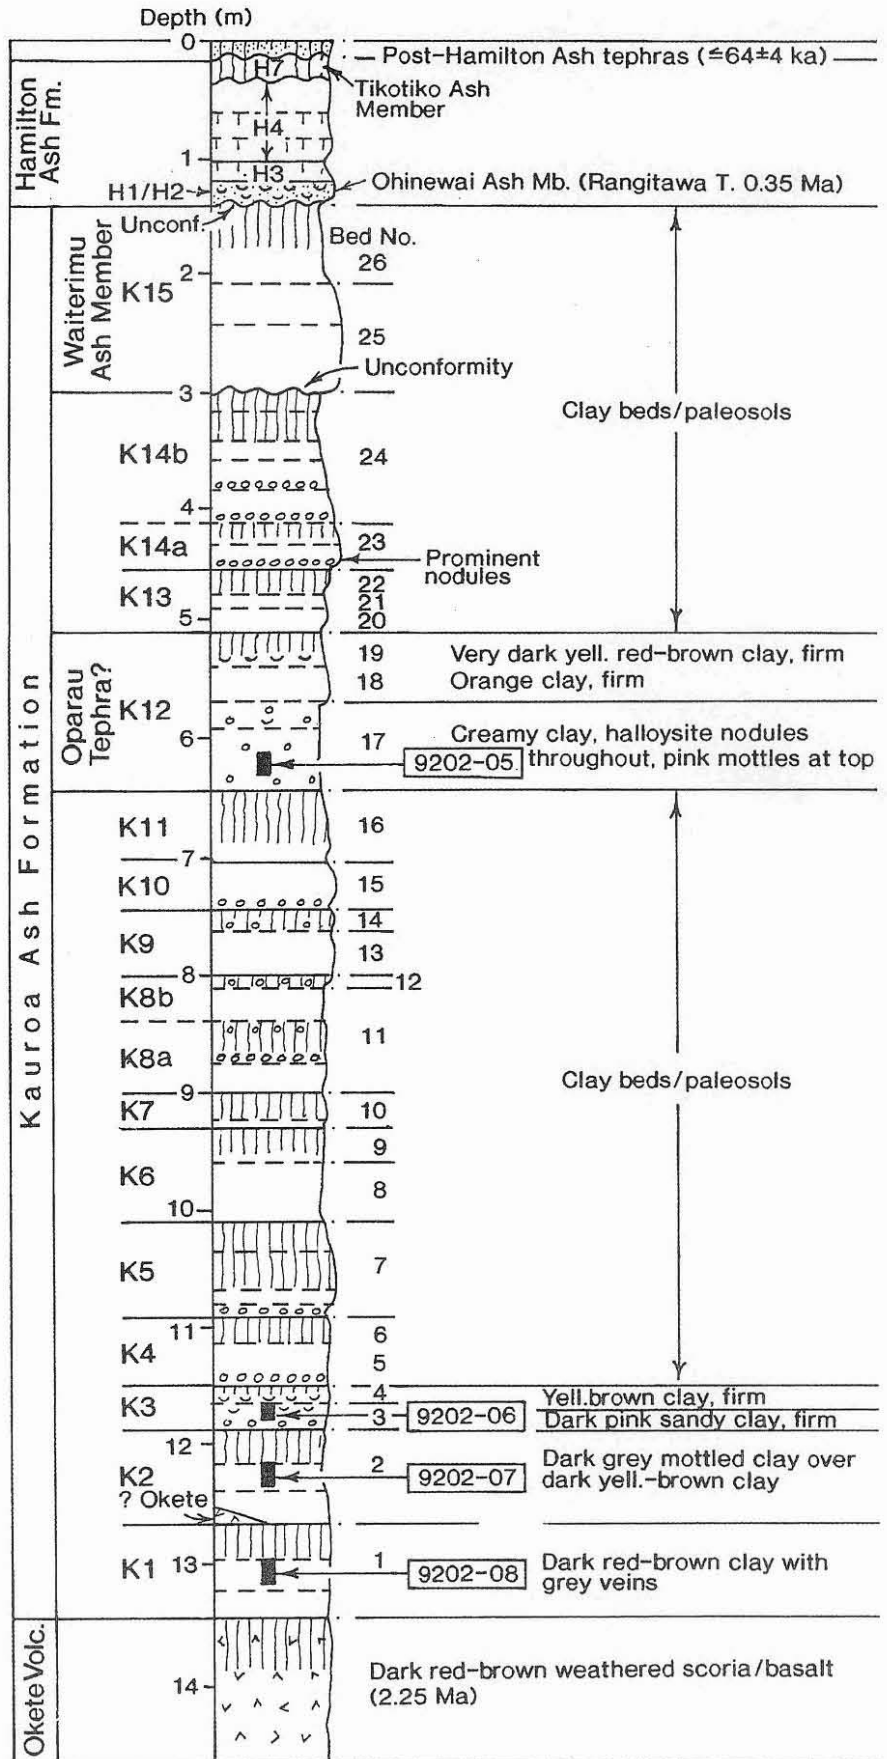 Depth (m)
0
Post-Hamilton Ash tephras (≤64±4 ka)
H7
Tikotiko Ash
Member
Hamilton
Ash Fm.
H4
1
H3
H1/H2
Ohinewai Ash Mb. (Rangitawa T. 0.35 Ma)
Unconf.
Bed No.
Waiterimu
Ash Member
26
2
K15
25
Unconformity
3
Clay beds/paleosols
K14b
24
4
K14a
23
Prominent
nodules
K13
22
21
5
20
Kauroa Ash Formation
Oparau
Tephra?
19
Very dark yell. red-brown clay, firm
18
Orange clay, firm
K12
6
17
Creamy clay, halloysite nodules
9202-05
throughout, pink mottles at top
K11
16
7
K10
15
14
K9
13
8
12
K8b
11
K8a
Clay beds/paleosols
9
K7
10
9
K6
8
10
K5
7
11
6
K4
5
4
Yell.brown clay, firm
K3
3
9202-06
Dark pink sandy clay, firm
12
K2
2
9202-07
Dark grey mottled clay over
dark yell.-brown clay
? Okete
K1
13
1
9202-08
Dark red-brown clay with
grey veins
Okete Volc.
14
Dark red-brown weathered scoria/basalt
(2.25 Ma)